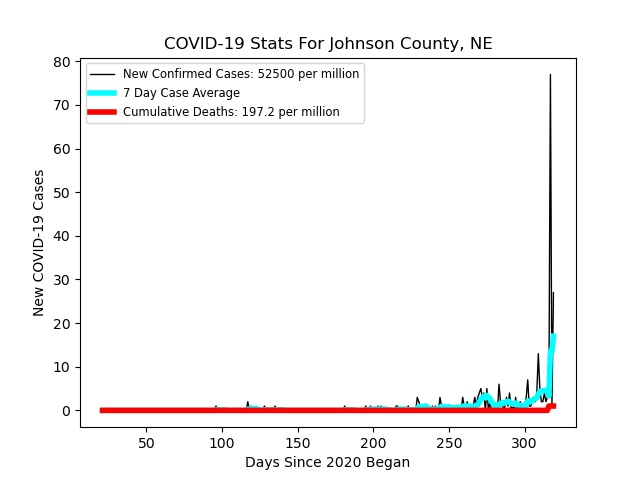 COVID-19 Stats For Johnson County, NE
New Confirmed Cases: 52500 per million
7 Day Case Average
Cumulative Deaths: 197.2 per million
New COVID-19 Cases
80
70
60
50
40
30
20
10
0
50 100 150 200 250 300
Days Since 2020 Began